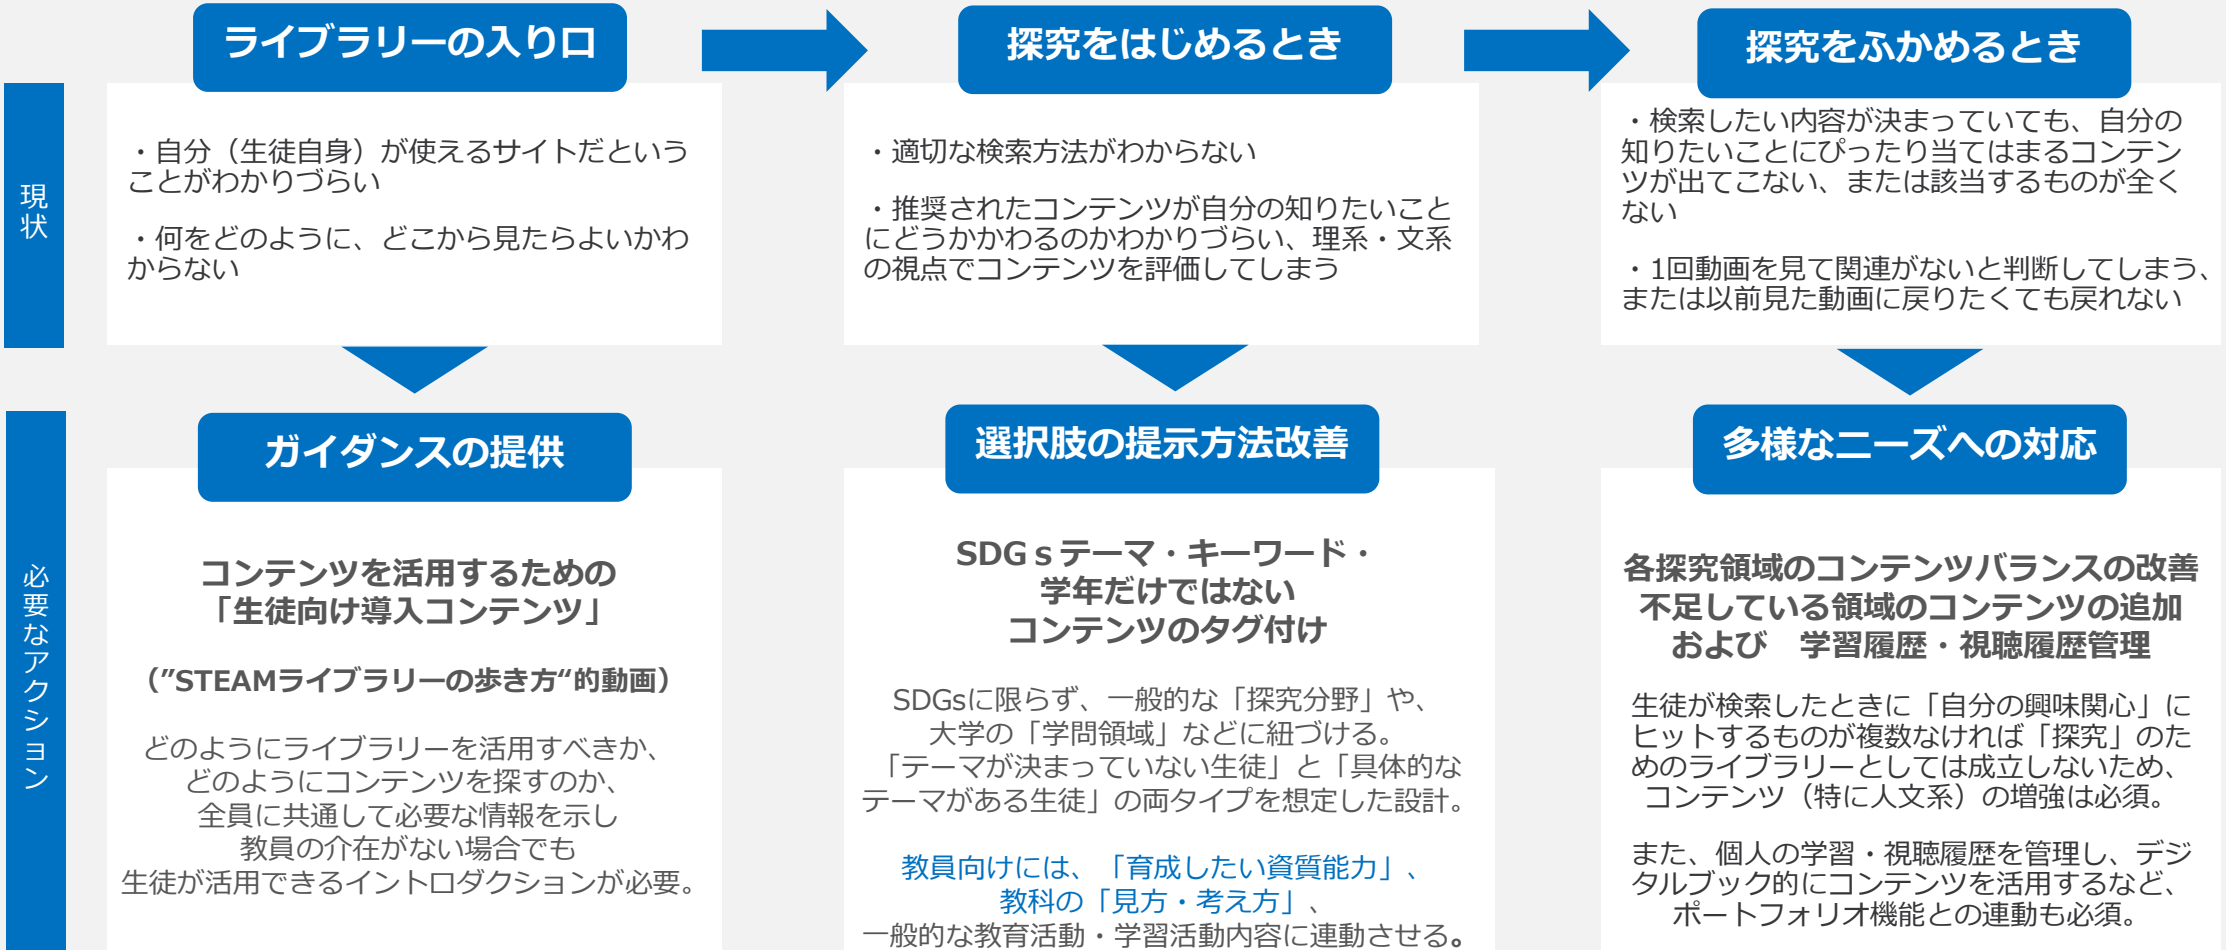 ライブラリーの入り口
探究をはじめるとき
探究をふかめるとき
現状
・自分（生徒自身）が使えるサイトだという
ことがわかりづらい
・何をどのように、どこから見たらよいかわ
からない
・適切な検索方法がわからない
・推奨されたコンテンツが自分の知りたいこと
にどうかかわるのかわかりづらい、理系・文系
の視点でコンテンツを評価してしまう
・検索したい内容が決まっていても、自分の
知りたいことにぴったり当てはまるコンテン
ツが出てこない、または該当するものが全く
ない
・1回動画を見て関連がないと判断してしまう、
または以前見た動画に戻りたくても戻れない
必要なアクション
ガイダンスの提供
コンテンツを活用するための
「生徒向け導入コンテンツ」
（”STEAMライブラリーの歩き方“的動画）
どのようにライブラリーを活用すべきか、
どのようにコンテンツを探すのか、
全員に共通して必要な情報を示し
教員の介在がない場合でも
生徒が活用できるイントロダクションが必要。
選択肢の提示方法改善
SDGｓテーマ・キーワード・
学年だけではない
コンテンツのタグ付け
SDGsに限らず、一般的な「探究分野」や、
大学の「学問領域」などに紐づける。
「テーマが決まっていない生徒」と「具体的な
テーマがある生徒」の両タイプを想定した設計。
教員向けには、「育成したい資質能力」、
教科の「見方・考え方」、
一般的な教育活動・学習活動内容に連動させる。
多様なニーズへの対応
各探究領域のコンテンツバランスの改善
不足している領域のコンテンツの追加
および　学習履歴・視聴履歴管理
生徒が検索したときに「自分の興味関心」に
ヒットするものが複数なければ「探究」のた
めのライブラリーとしては成立しないため、
コンテンツ（特に人文系）の増強は必須。
また、個人の学習・視聴履歴を管理し、デジ
タルブック的にコンテンツを活用するなど、
ポートフォリオ機能との連動も必須。